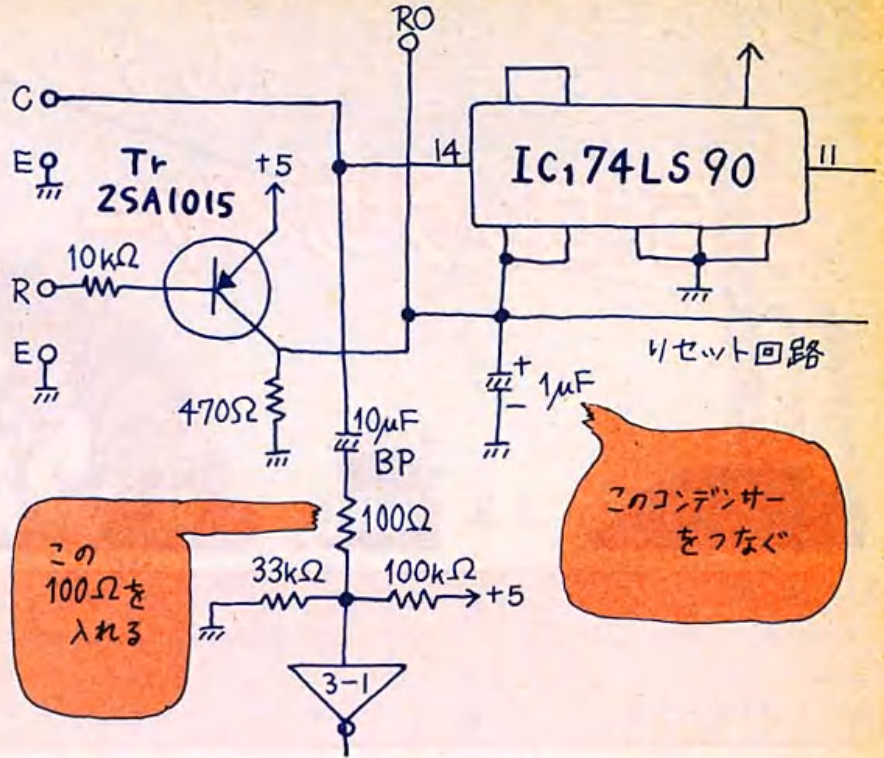 RO
C
E
Tr
2SA1015
+5
14
IC₁ 74LS90
11
10kΩ
R
E
リセット回路
470Ω
10μF
BP
+
1μF
−
100Ω
この
100Ωを
入れる
このコンデンサー
をつなぐ
33kΩ
100kΩ
+5
3-1